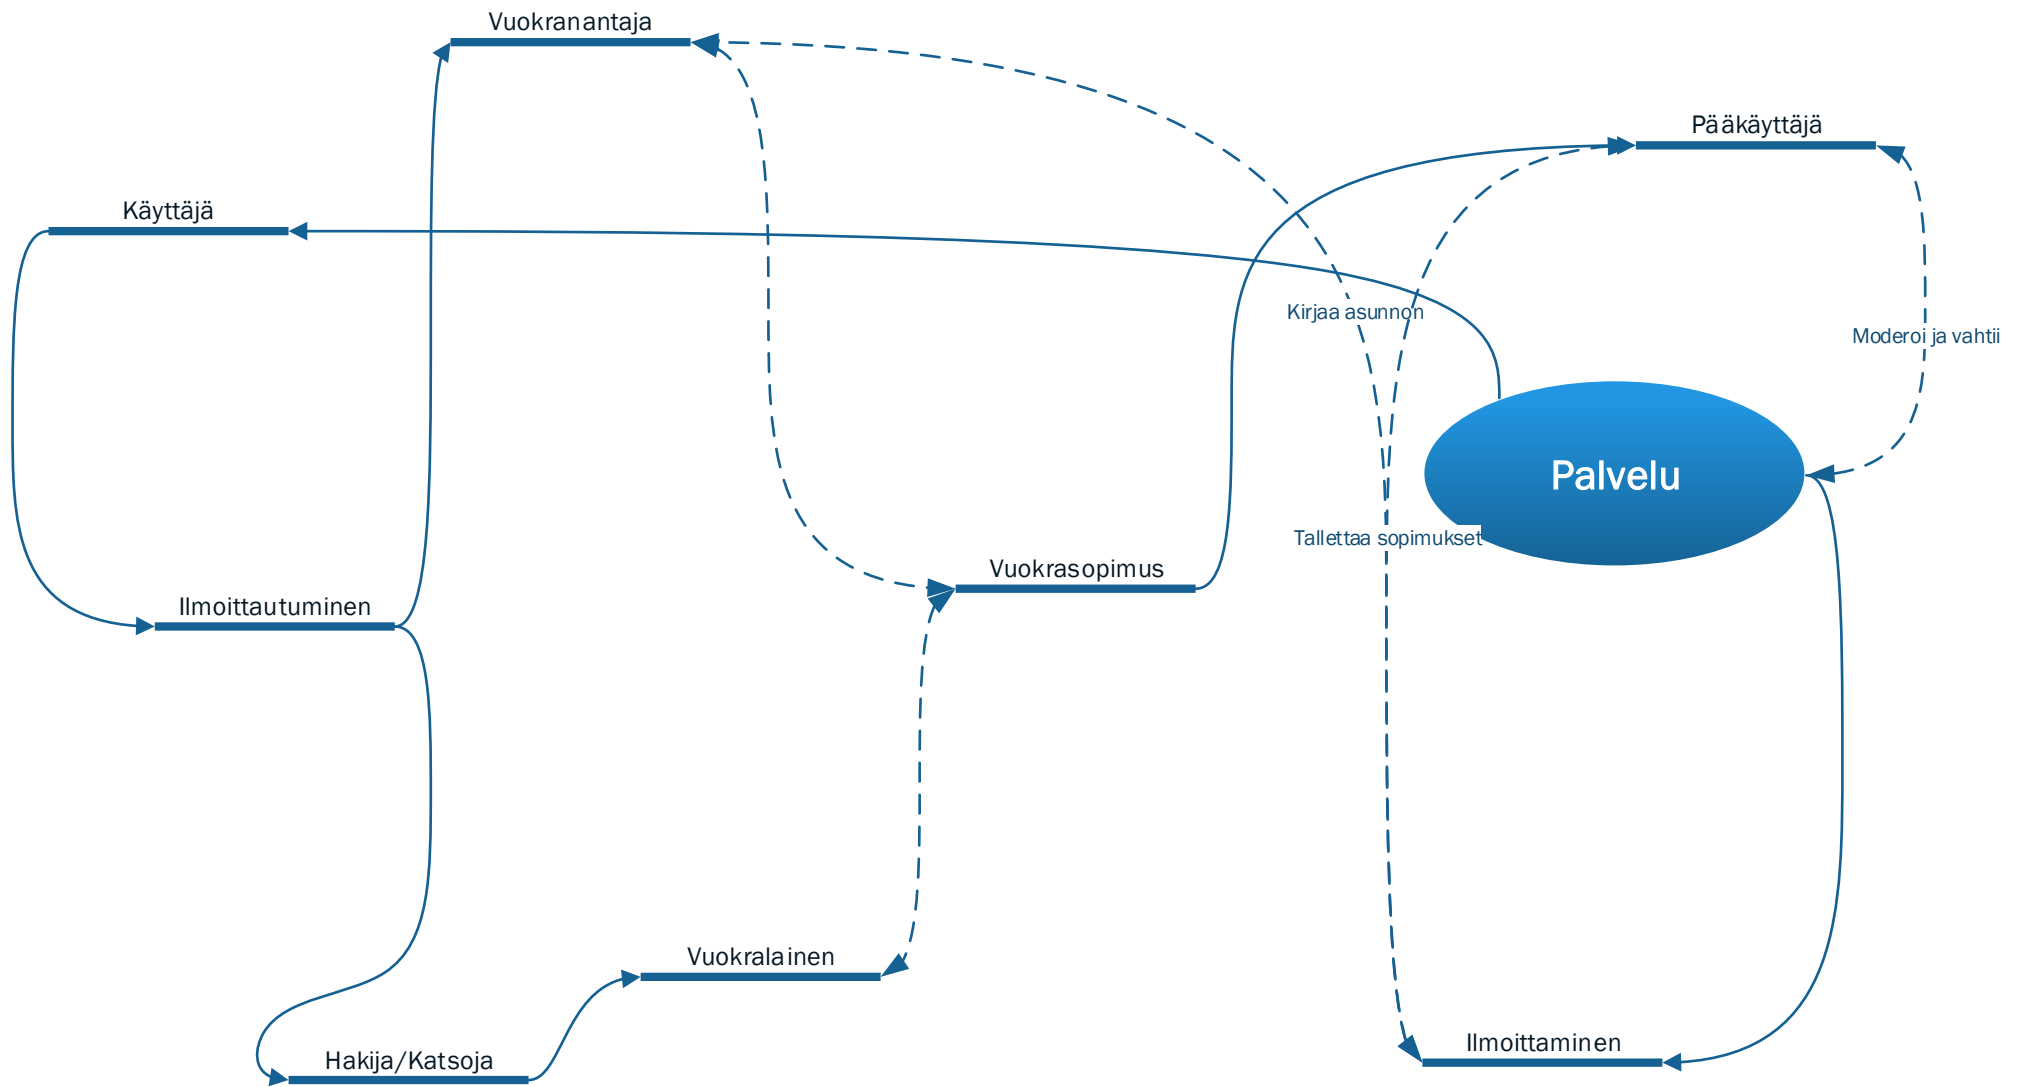 Vuokranantaja
Pääkäyttäjä
Käyttäjä
Kirjaa asunnon
Moderoi ja vahtii
Palvelu
Tallettaa sopimukset
Vuokrasopimus
Ilmoittautuminen
Vuokralainen
Ilmoittaminen
Hakija/Katsoja